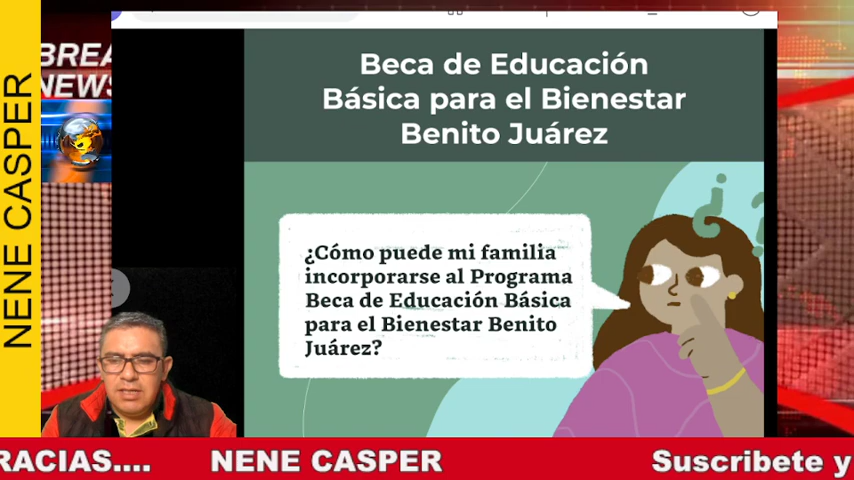 BREA
NEWS
NENE CASPER
Beca de Educación
Básica para el Bienestar
Benito Juárez
¿Cómo puede mi familia
incorporarse al Programa
Beca de Educación Básica
para el Bienestar Benito
Juárez?
¿?
RACIAS.... NENE CASPER Suscribete y